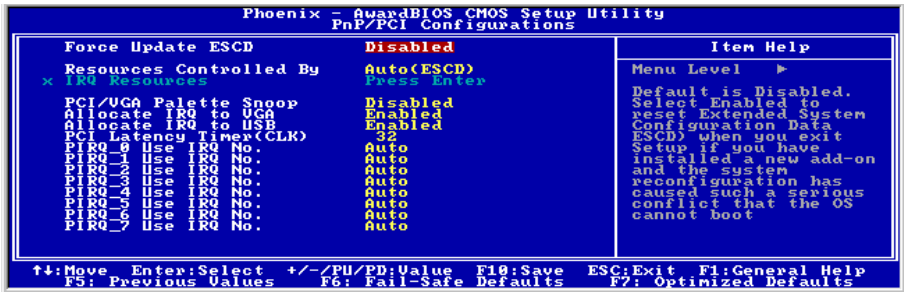 Phoenix - AwardBIOS CMOS Setup Utility
PnP/PCI Configurations
Force Update ESCD Disabled
Resources Controlled By Auto(ESCD)
x IRQ Resources Press Enter
PCI/VGA Palette Snoop Disabled
Allocate IRQ to VGA Enabled
Allocate IRQ to USB Enabled
PCI Latency Timer(CLK) 32
PIRQ_0 Use IRQ No. Auto
PIRQ_1 Use IRQ No. Auto
PIRQ_2 Use IRQ No. Auto
PIRQ_3 Use IRQ No. Auto
PIRQ_4 Use IRQ No. Auto
PIRQ_5 Use IRQ No. Auto
PIRQ_6 Use IRQ No. Auto
PIRQ_7 Use IRQ No. Auto
Item Help
Menu Level ►
Default is Disabled.
Select Enabled to
reset Extended System
Configuration Data
ESCD) when you exit
Setup if you have
installed a new add-on
and the system
reconfiguration has
caused such a serious
conflict that the OS
cannot boot
↑↓:Move Enter:Select +/-/PU/PD:Value F10:Save ESC:Exit F1:General Help
F5: Previous Values F6: Fail-Safe Defaults F7: Optimized Defaults